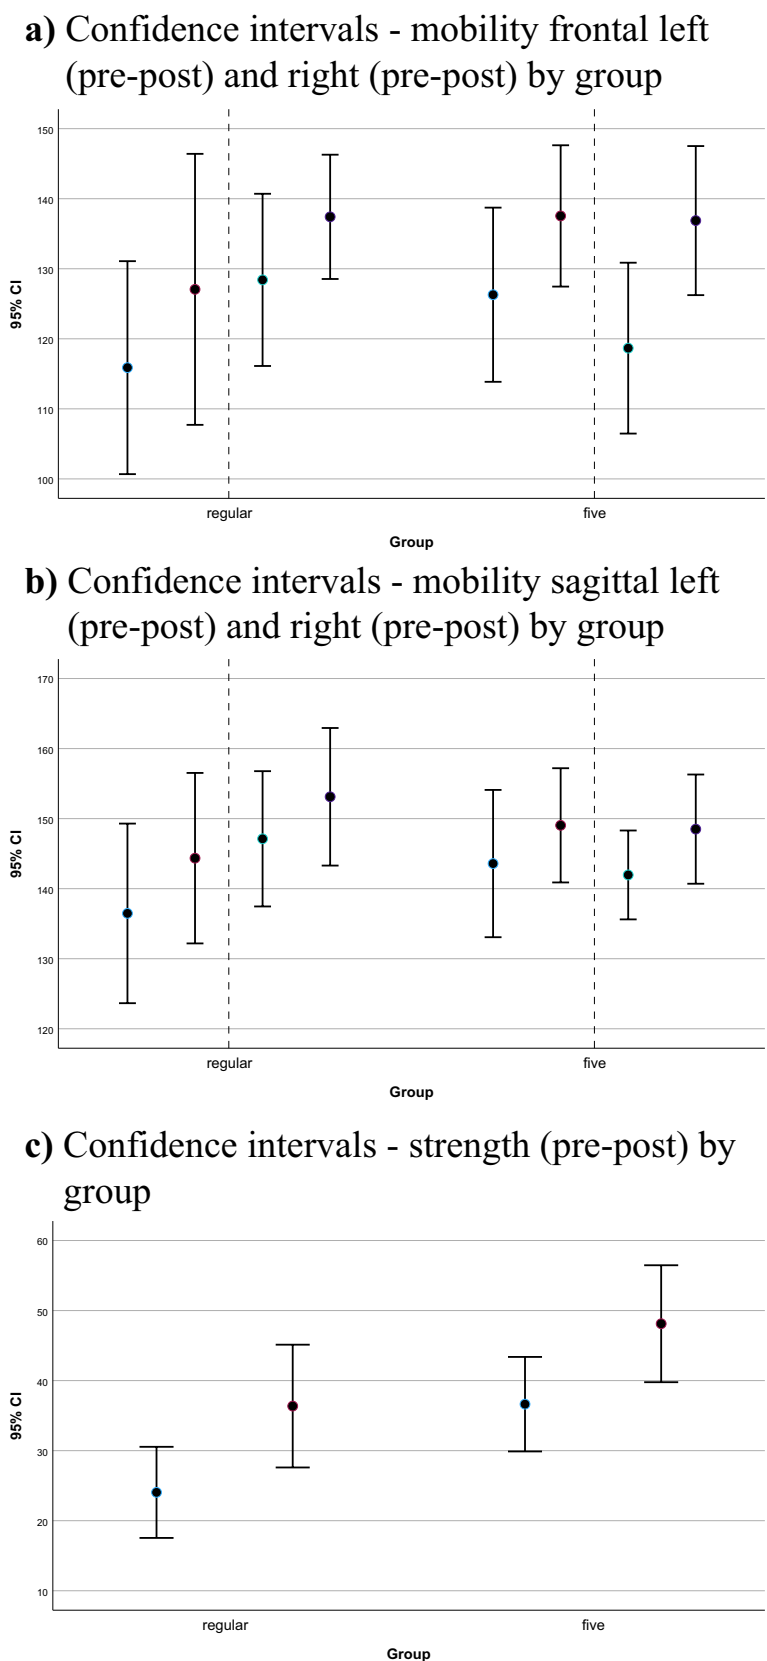 a) Confidence intervals - mobility frontal left
(pre-post) and right (pre-post) by group
150
140
130
120
110
100
95% CI
regular
five
Group
b) Confidence intervals - mobility sagittal left
(pre-post) and right (pre-post) by group
170
160
150
140
130
120
95% CI
regular
five
Group
c) Confidence intervals - strength (pre-post) by
group
60
50
40
30
20
10
95% CI
regular
five
Group